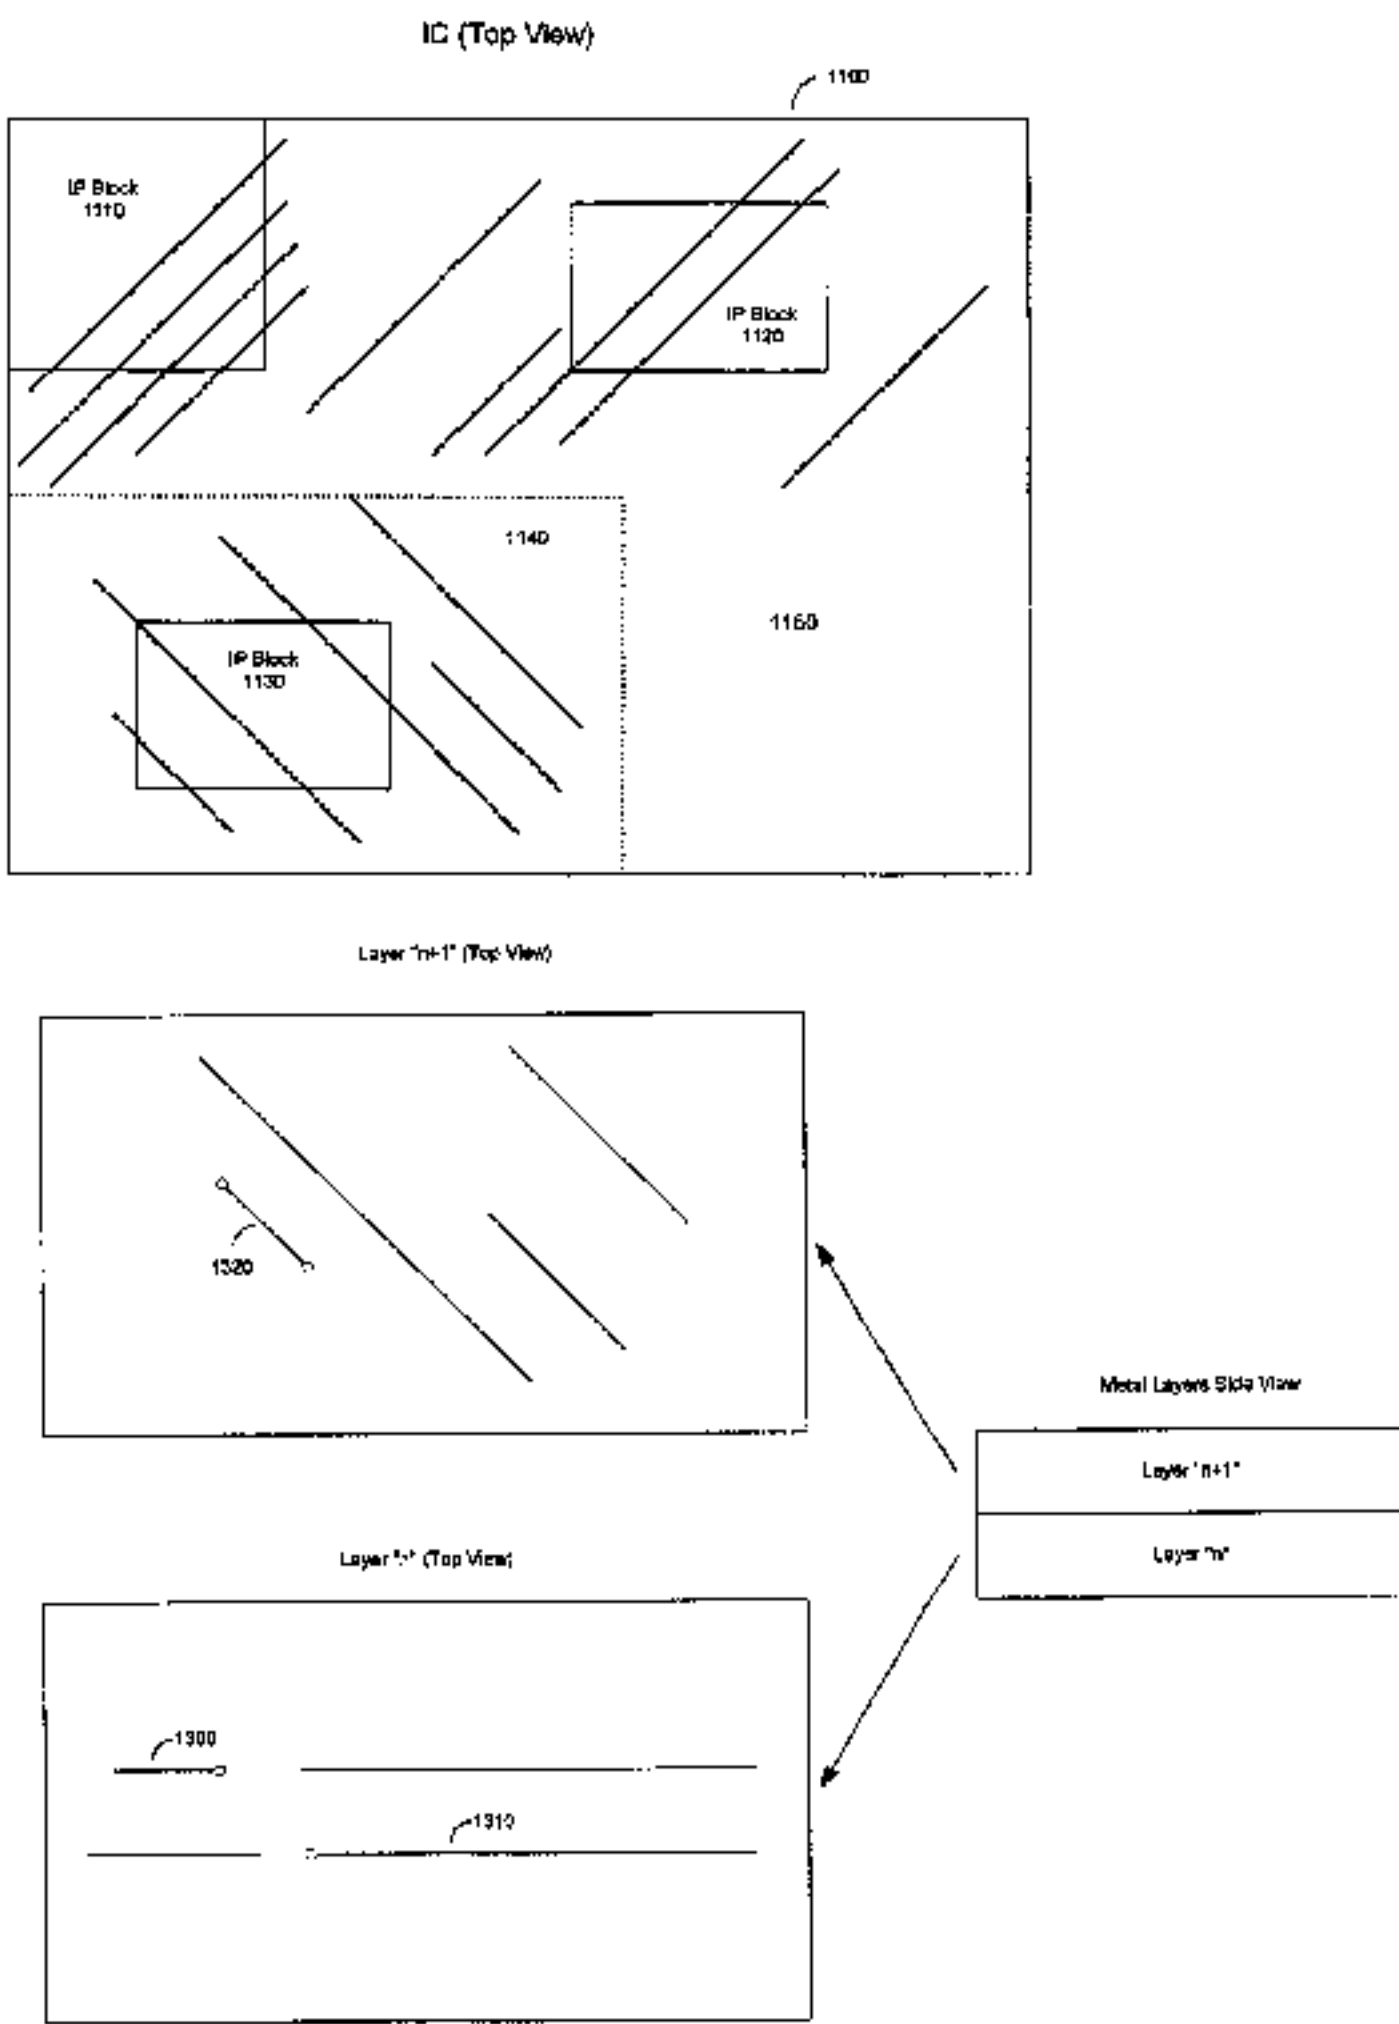 IC (Top View)
1100
IP Block
1110
IP Block
1120
1140
1150
IP Block
1130
Layer "n+1" (Top View)
1320
Metal Layers Side View
Layer "n+1"
Layer "n"
Layer "n" (Top View)
1300
1310